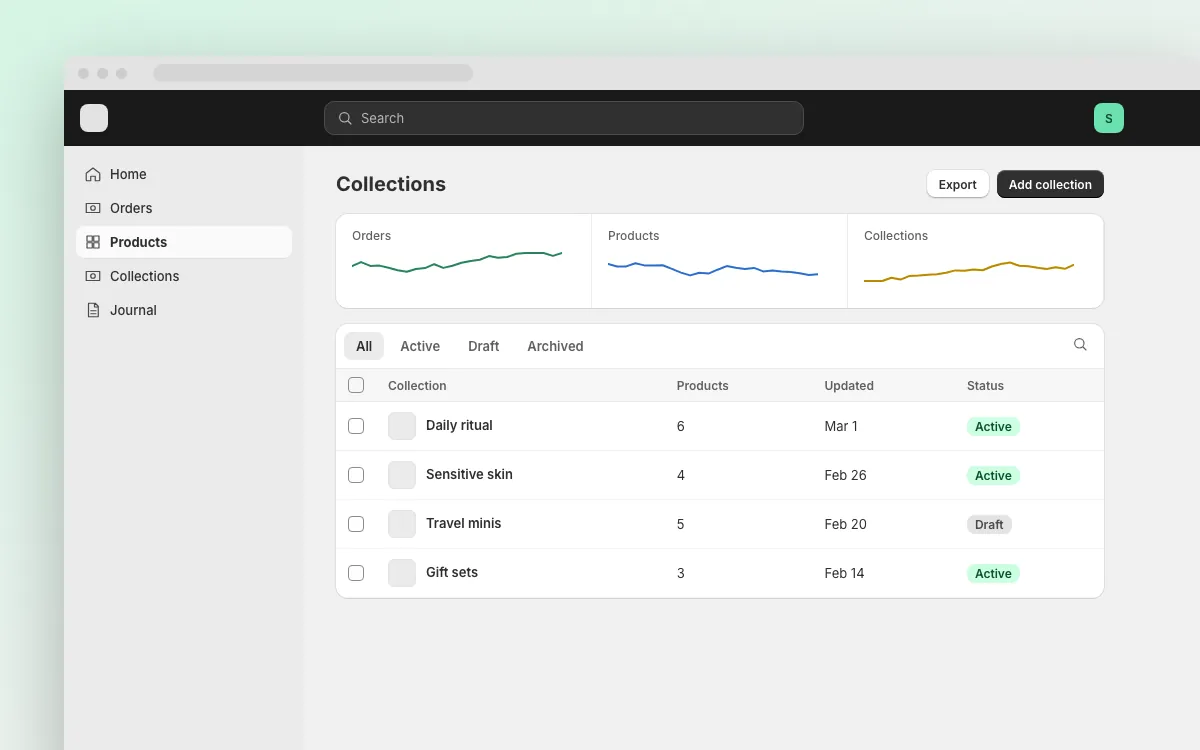 Search
S
Home
Orders
Products
Collections
Journal
Collections
Export
Add collection
Orders
Products
Collections
All Active Draft Archived
Collection Products Updated Status
Daily ritual 6 Mar 1 Active
Sensitive skin 4 Feb 26 Active
Travel minis 5 Feb 20 Draft
Gift sets 3 Feb 14 Active